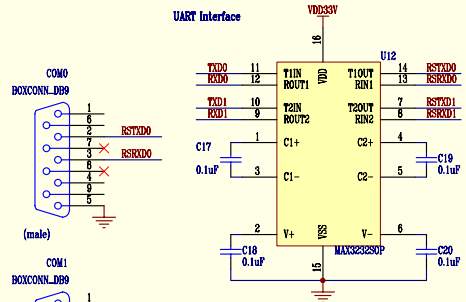 UART Interface
VDD33V
COM0
BOXCONN_DB9
1
6
2 RSTXD0
7
3 RSRXD0
6
4
9
5
(male)
COM1
BOXCONN_DB9
1
16
U12
TXD0 11 T1IN VDD T1OUT 14 RSTXD0
RXD0 12 ROUT1 RIN1 13 RSRXD0
TXD1 10 T2IN T2OUT 7 RSTXD1
RXD1 9 ROUT2 RIN2 8 RSRXD1
C17 1 C1+ C2+ 4 C19
0.1uF 3 C1- C2- 5 0.1uF
2 V+ VSS V- 6
MAX3232SOP
C18 15 C20
0.1uF 0.1uF